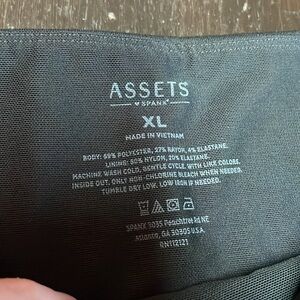 ASSETS
♥ SPANX®
XL
MADE IN VIETNAM
BODY: 69% POLYESTER, 27% RAYON, 4% ELASTANE.
LINING: 80% NYLON, 20% ELASTANE.
MACHINE WASH COLD, GENTLE CYCLE, WITH LIKE COLORS.
INSIDE OUT. ONLY NON-CHLORINE BLEACH WHEN NEEDED.
TUMBLE DRY LOW. LOW IRON IF NEEDED.
SPANX 3035 Peachtree Rd NE
Atlanta, GA 30305 U.S.A.
RN112121